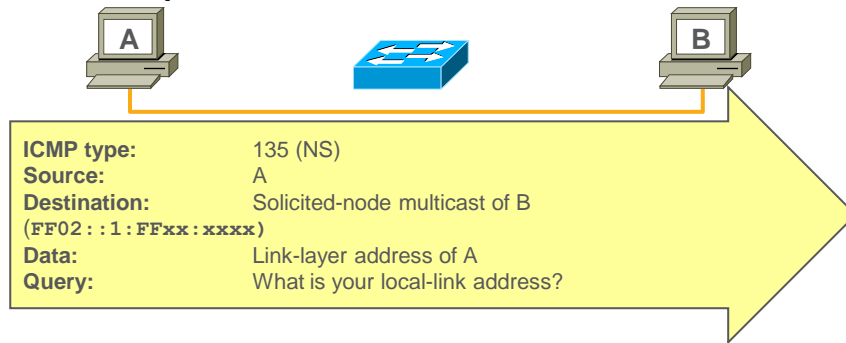 A B
ICMP type: 135 (NS)
Source: A
Destination: Solicited-node multicast of B
(FF02::1:FFxx:xxxx)
Data: Link-layer address of A
Query: What is your local-link address?